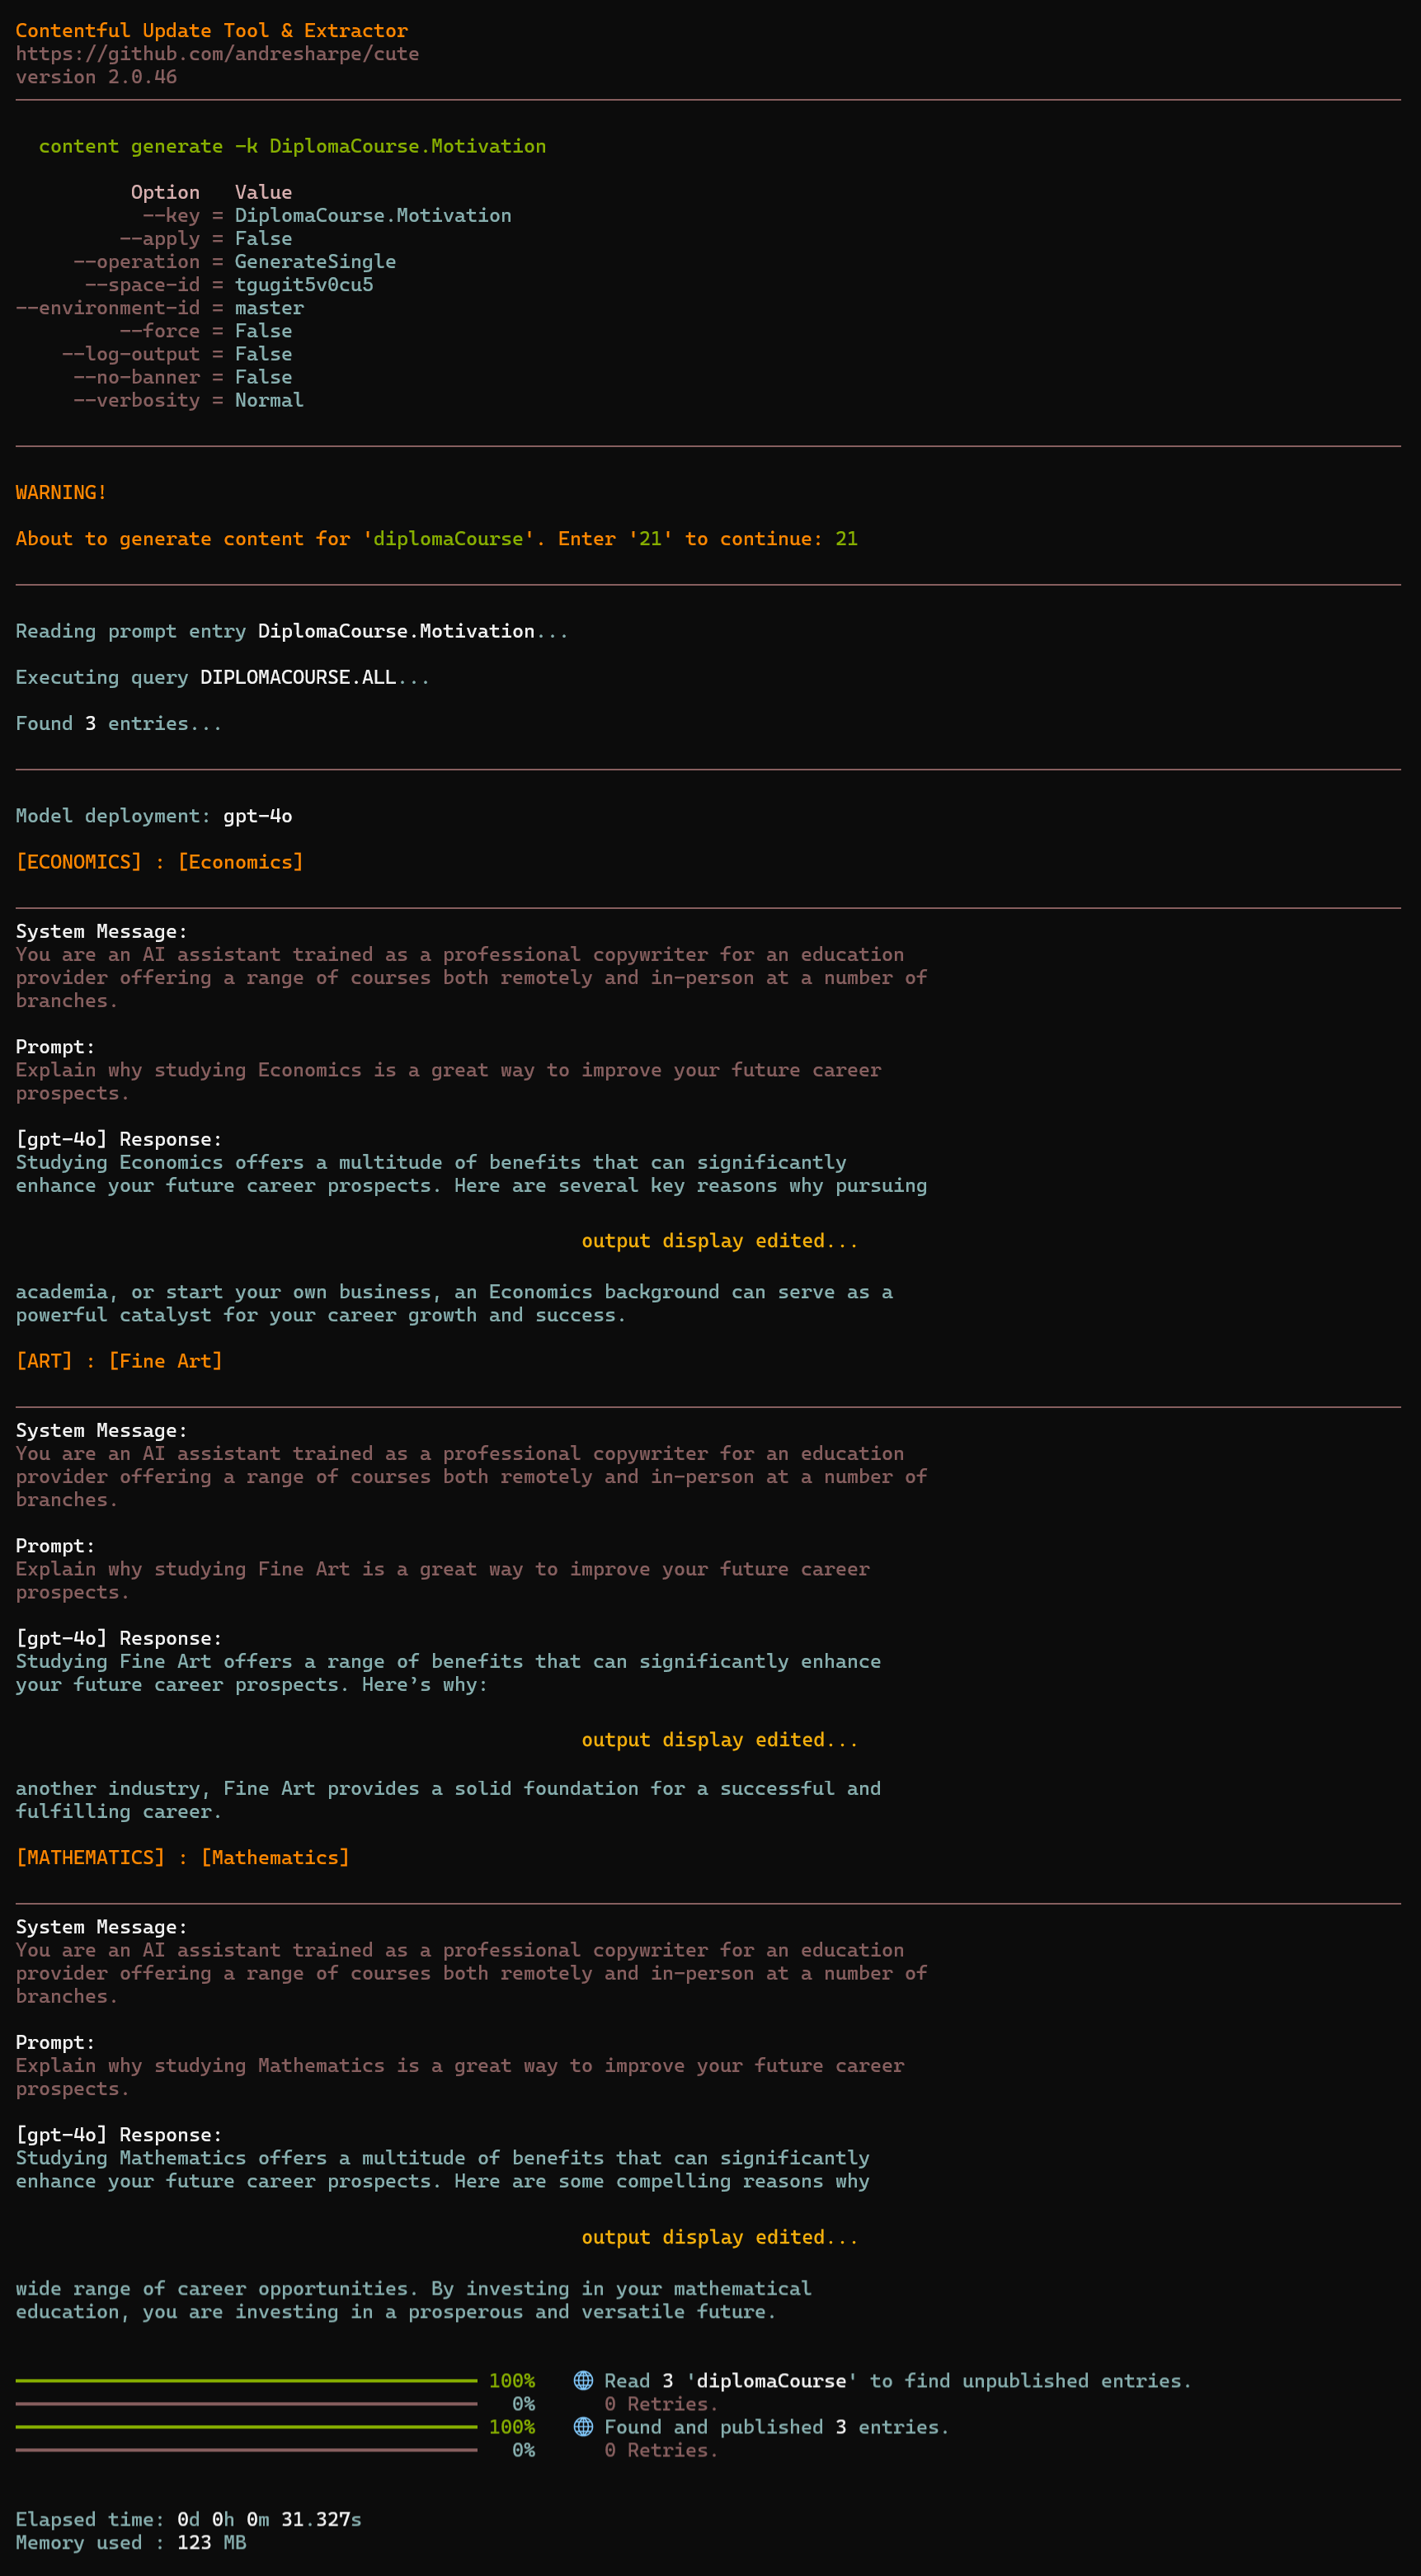 Contentful Update Tool & Extractor
https://github.com/andresharpe/cute
version 2.0.46
content generate -k DiplomaCourse.Motivation
Option Value
--key = DiplomaCourse.Motivation
--apply = False
--operation = GenerateSingle
--space-id = tgugit5v0cu5
--environment-id = master
--force = False
--log-output = False
--no-banner = False
--verbosity = Normal
WARNING!
About to generate content for 'diplomaCourse'. Enter '21' to continue: 21
Reading prompt entry DiplomaCourse.Motivation...
Executing query DIPLOMACOURSE.ALL...
Found 3 entries...
Model deployment: gpt-4o
[ECONOMICS] : [Economics]
System Message:
You are an AI assistant trained as a professional copywriter for an education
provider offering a range of courses both remotely and in-person at a number of
branches.
Prompt:
Explain why studying Economics is a great way to improve your future career
prospects.
[gpt-4o] Response:
Studying Economics offers a multitude of benefits that can significantly
enhance your future career prospects. Here are several key reasons why pursuing
output display edited...
academia, or start your own business, an Economics background can serve as a
powerful catalyst for your career growth and success.
[ART] : [Fine Art]
System Message:
You are an AI assistant trained as a professional copywriter for an education
provider offering a range of courses both remotely and in-person at a number of
branches.
Prompt:
Explain why studying Fine Art is a great way to improve your future career
prospects.
[gpt-4o] Response:
Studying Fine Art offers a range of benefits that can significantly enhance
your future career prospects. Here’s why:
output display edited...
another industry, Fine Art provides a solid foundation for a successful and
fulfilling career.
[MATHEMATICS] : [Mathematics]
System Message:
You are an AI assistant trained as a professional copywriter for an education
provider offering a range of courses both remotely and in-person at a number of
branches.
Prompt:
Explain why studying Mathematics is a great way to improve your future career
prospects.
[gpt-4o] Response:
Studying Mathematics offers a multitude of benefits that can significantly
enhance your future career prospects. Here are some compelling reasons why
output display edited...
wide range of career opportunities. By investing in your mathematical
education, you are investing in a prosperous and versatile future.
100% Read 3 'diplomaCourse' to find unpublished entries.
0% 0 Retries.
100% Found and published 3 entries.
0% 0 Retries.
Elapsed time: 0d 0h 0m 31.327s
Memory used : 123 MB